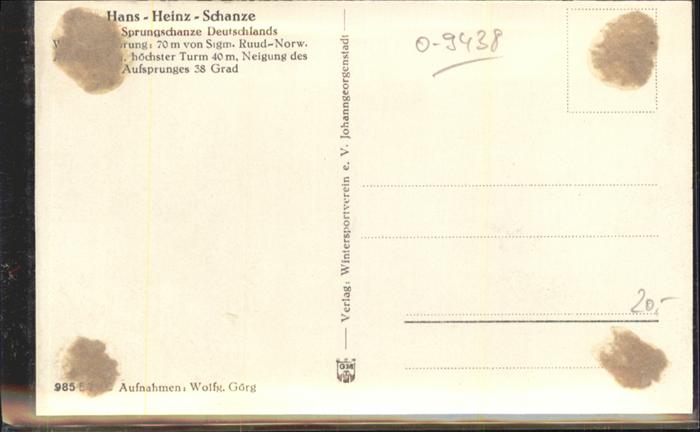 Hans - Heinz - Schanze
Sprungschanze Deutschlands
70 m von Sigm. Ruud-Norw.
höchster Turm 40 m, Neigung des
Aufsprunges 38 Grad
985 Aufnahmen: Wolfg. Görg
Verlag: Wintersportverein e. V. Johanngeorgenstadt
0-9438
20,-